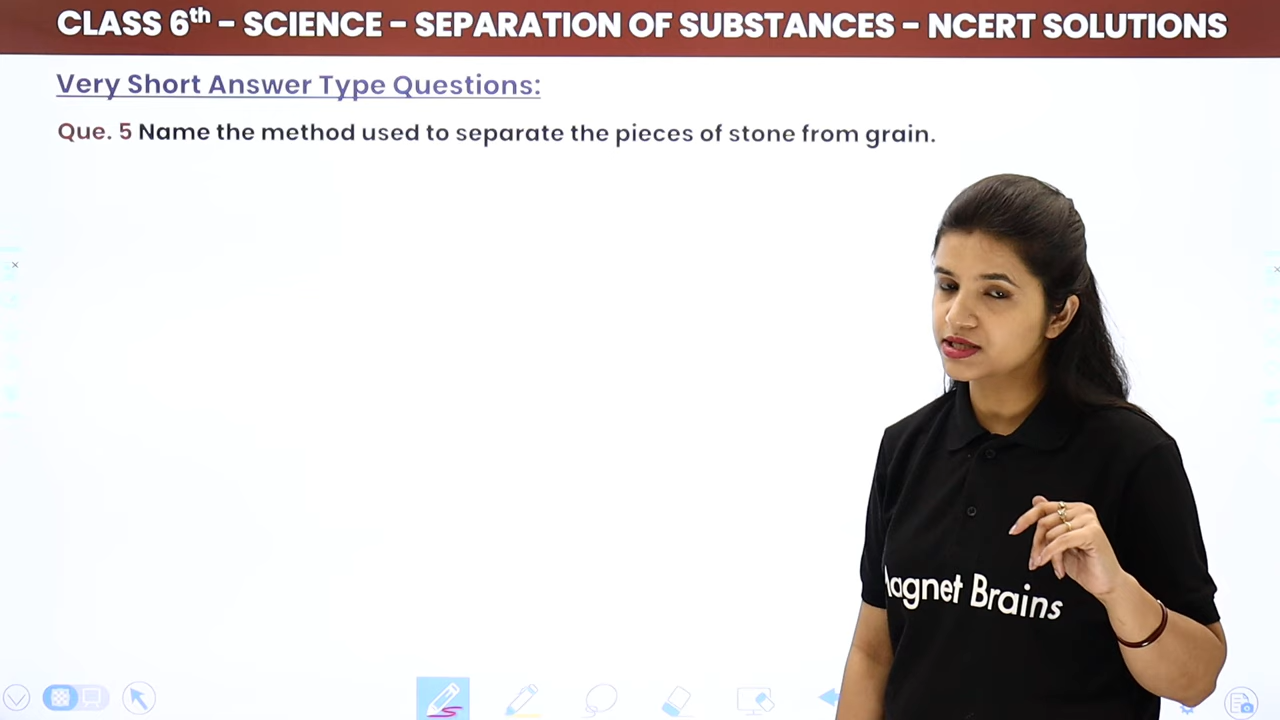 CLASS 6th – SCIENCE – SEPARATION OF SUBSTANCES – NCERT SOLUTIONS
Very Short Answer Type Questions:
Que. 5 Name the method used to separate the pieces of stone from grain.
agnet Brains